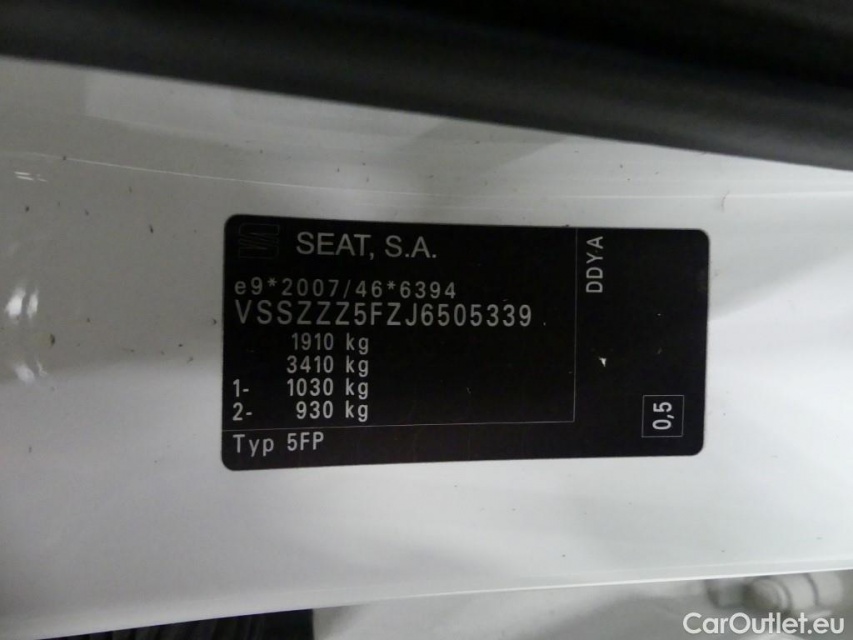 SEAT, S.A.
e9*2007/46*6394
VSSZZZ5FZJ6505339
1910 kg
3410 kg
1- 1030 kg
2- 930 kg
Typ 5FP
DDYA
0,5
CarOutlet.eu